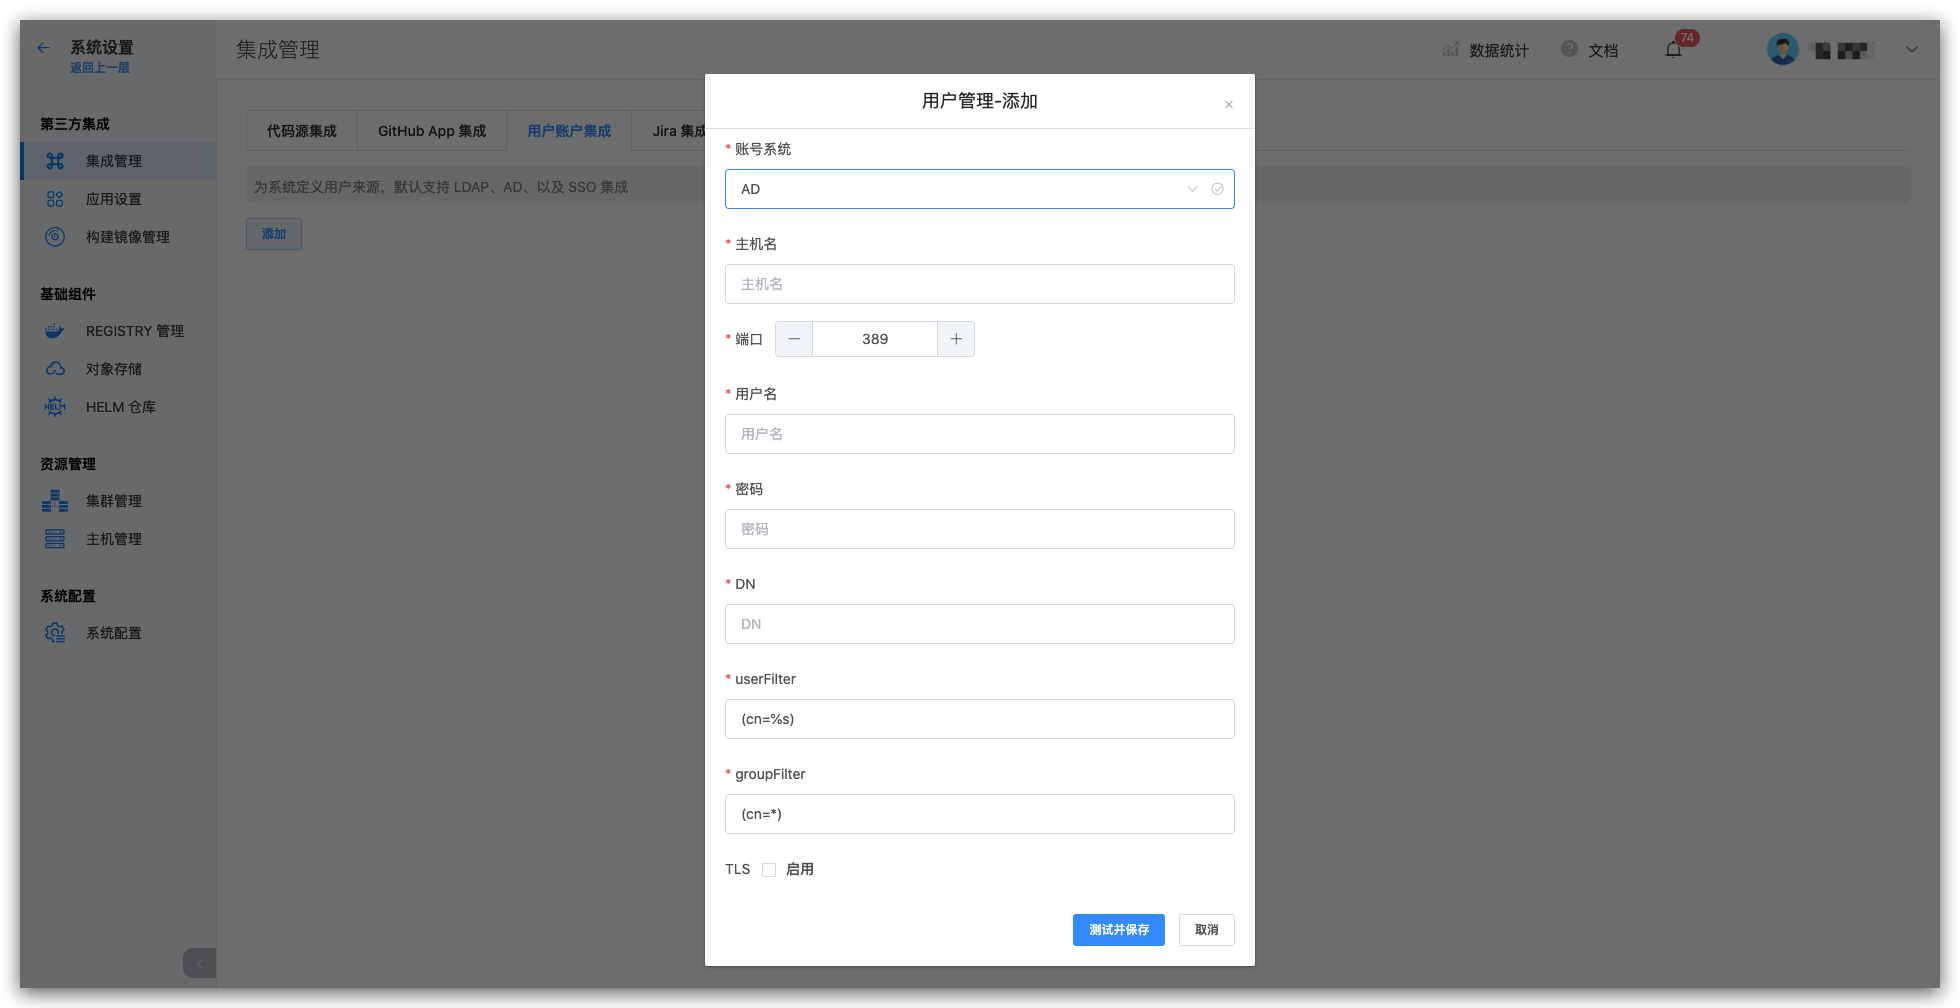 系统设置
返回上一层
第三方集成
集成管理
应用设置
构建镜像管理
基础组件
REGISTRY 管理
对象存储
HELM
HELM 仓库
资源管理
集群管理
主机管理
系统配置
系统配置
集成管理
数据统计
文档
74
代码源集成
GitHub App 集成
用户账户集成
Jira 集成
为系统定义用户来源，默认支持 LDAP、AD、以及 SSO 集成
添加
用户管理-添加
* 账号系统
AD
* 主机名
主机名
* 端口
389
* 用户名
用户名
* 密码
密码
* DN
DN
* userFilter
(cn=%s)
* groupFilter
(cn=*)
TLS 启用
测试并保存
取消